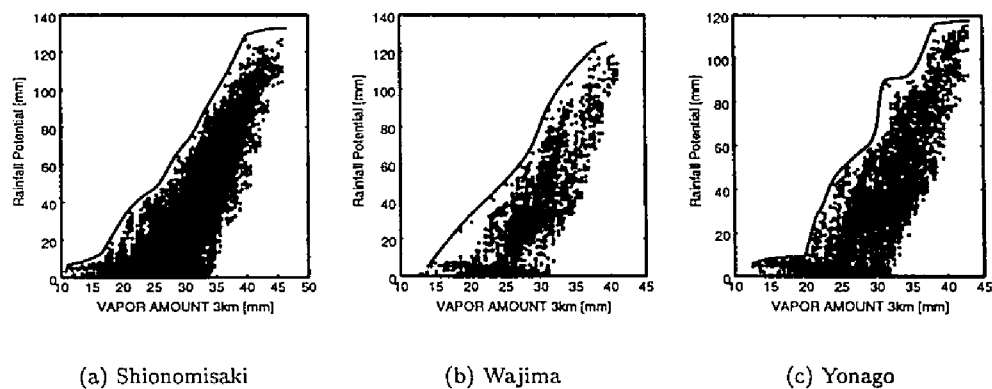 140
120
100
80
60
40
20
0
Rainfall Potential [mm]
10 15 20 25 30 35 40 45 50
VAPOR AMOUNT 3km [mm]
(a) Shionomisaki
140
120
100
80
60
40
20
0
Rainfall Potential [mm]
10 15 20 25 30 35 40 45
VAPOR AMOUNT 3km [mm]
(b) Wajima
120
100
80
60
40
20
0
Rainfall Potential [mm]
10 15 20 25 30 35 40 45
VAPOR AMOUNT 3km [mm]
(c) Yonago